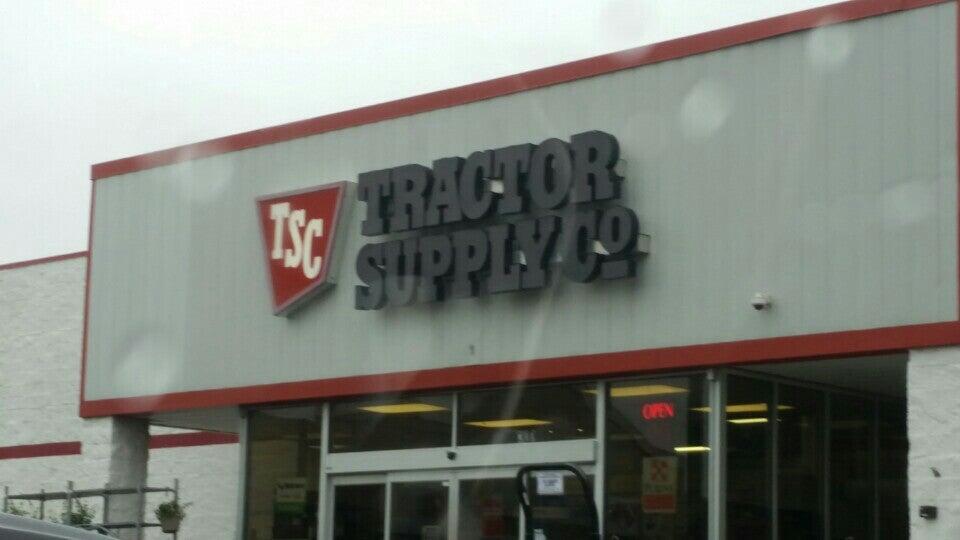 TSC
TRACTOR
SUPPLY CO
OPEN